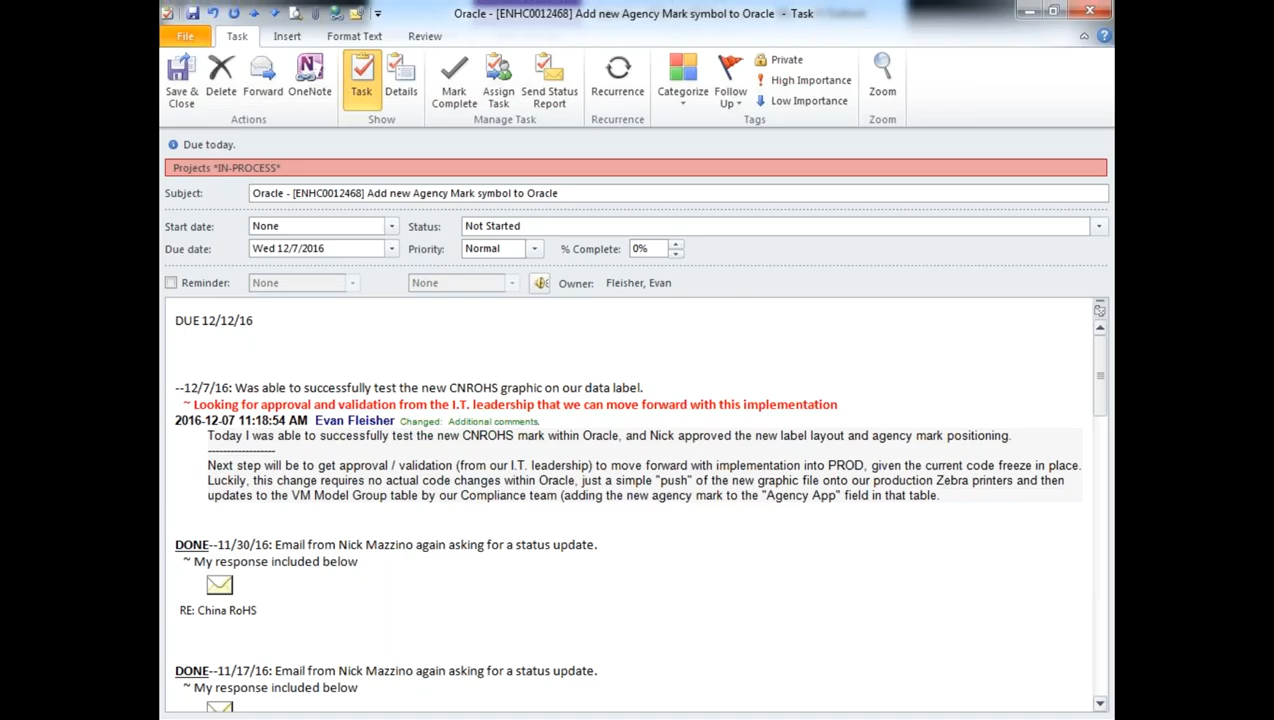 Oracle - [ENHC0012468] Add new Agency Mark symbol to Oracle - Task
File Task Insert Format Text Review
Save & Close Delete Forward OneNote Task Details Mark Complete Assign Task Send Status Report Recurrence Categorize Follow Up Private High Importance Low Importance Zoom
Actions Show Manage Task Recurrence Tags Zoom
Due today.
Projects *IN-PROCESS*
Subject: Oracle - [ENHC0012468] Add new Agency Mark symbol to Oracle
Start date: None Status: Not Started
Due date: Wed 12/7/2016 Priority: Normal % Complete: 0%
Reminder: None None Owner: Fleisher, Evan
DUE 12/12/16
--12/7/16: Was able to successfully test the new CNROHS graphic on our data label.
~ Looking for approval and validation from the I.T. leadership that we can move forward with this implementation
2016-12-07 11:18:54 AM Evan Fleisher Changed: Additional comments.
Today I was able to successfully test the new CNROHS mark within Oracle, and Nick approved the new label layout and agency mark positioning.
------------------
Next step will be to get approval / validation (from our I.T. leadership) to move forward with implementation into PROD, given the current code freeze in place.
Luckily, this change requires no actual code changes within Oracle, just a simple "push" of the new graphic file onto our production Zebra printers and then
updates to the VM Model Group table by our Compliance team (adding the new agency mark to the "Agency App" field in that table.
DONE--11/30/16: Email from Nick Mazzino again asking for a status update.
~ My response included below
RE: China RoHS
DONE--11/17/16: Email from Nick Mazzino again asking for a status update.
~ My response included below